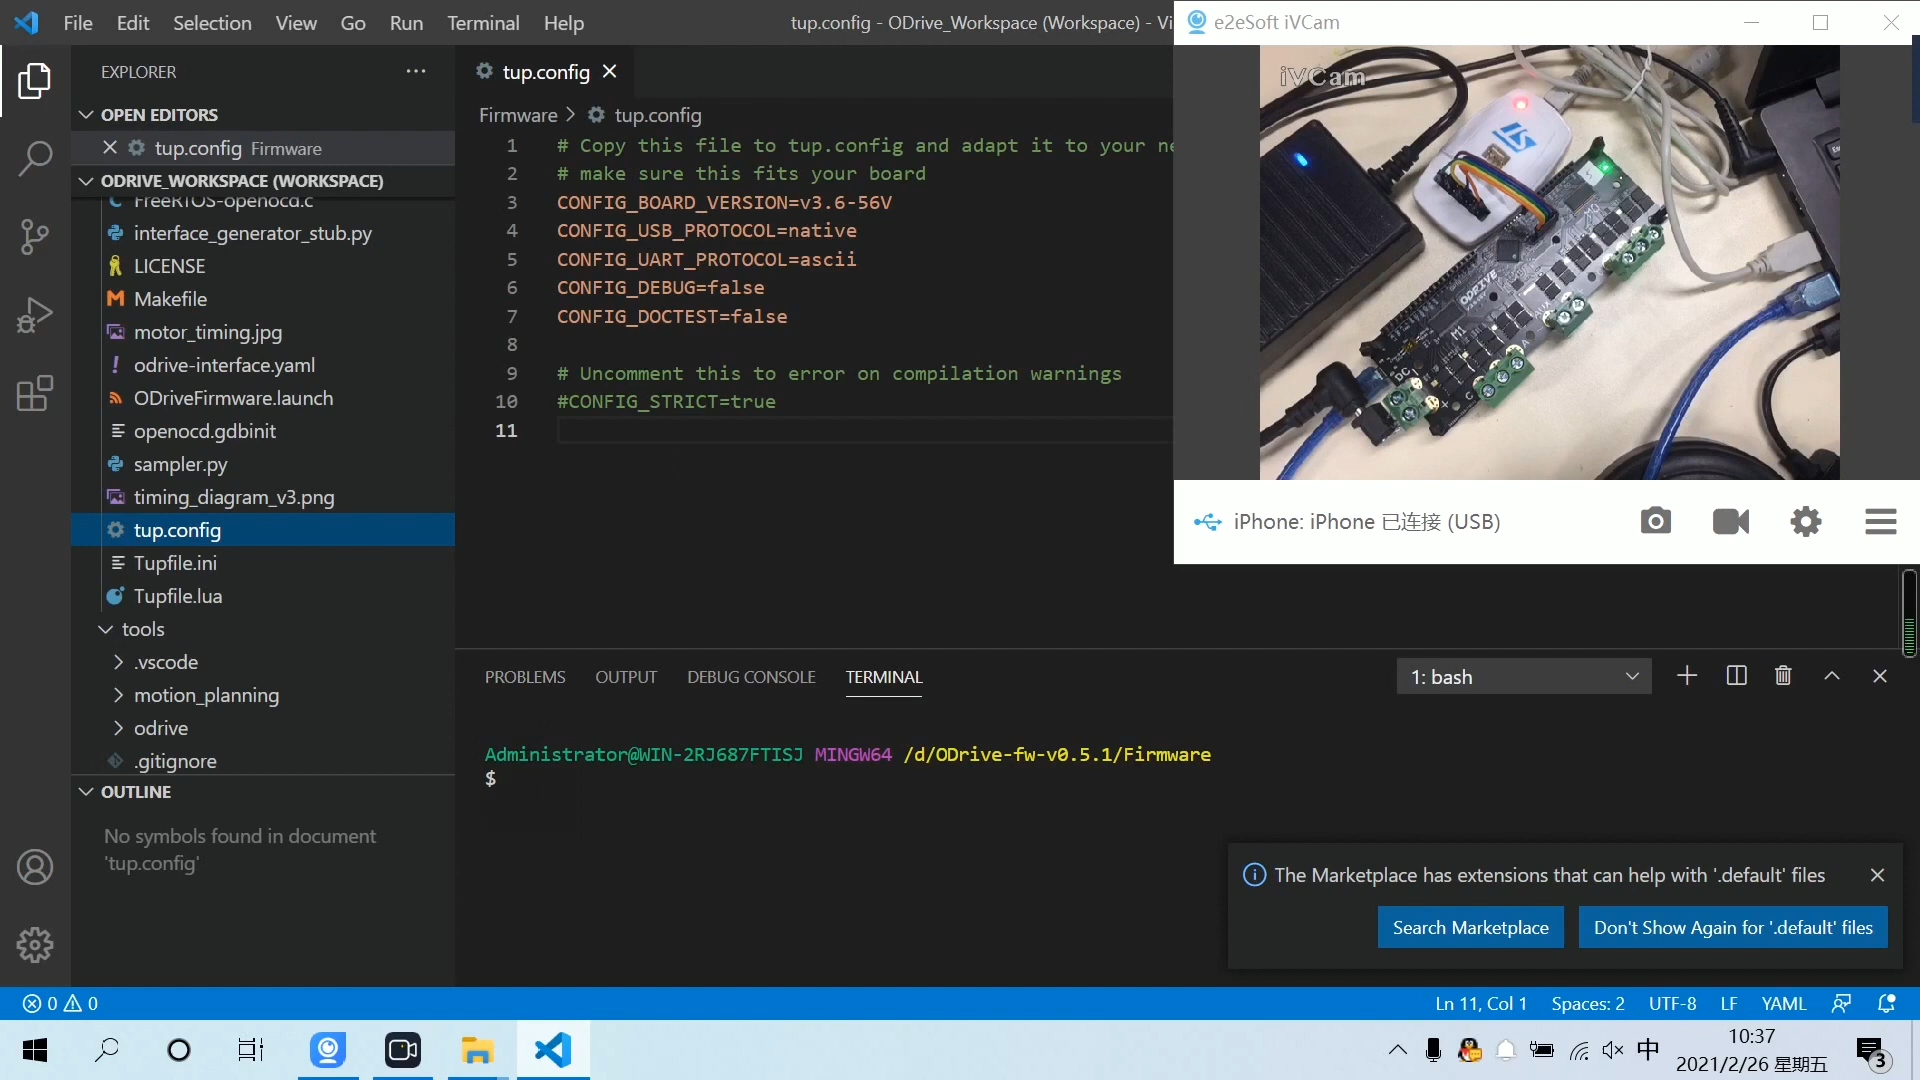 File Edit Selection View Go Run Terminal Help
tup.config - ODrive_Workspace (Workspace) - Vi
e2eSoft iVCam
EXPLORER
OPEN EDITORS
tup.config Firmware
ODRIVE_WORKSPACE (WORKSPACE)
FreeRTOS-openocd.c
interface_generator_stub.py
LICENSE
Makefile
motor_timing.jpg
odrive-interface.yaml
ODriveFirmware.launch
openocd.gdbinit
sampler.py
timing_diagram_v3.png
tup.config
Tupfile.ini
Tupfile.lua
tools
.vscode
motion_planning
odrive
.gitignore
OUTLINE
No symbols found in document
'tup.config'
tup.config
Firmware > tup.config
1 # Copy this file to tup.config and adapt it to your ne
2 # make sure this fits your board
3 CONFIG_BOARD_VERSION=v3.6-56V
4 CONFIG_USB_PROTOCOL=native
5 CONFIG_UART_PROTOCOL=ascii
6 CONFIG_DEBUG=false
7 CONFIG_DOCTEST=false
8
9 # Uncomment this to error on compilation warnings
10 #CONFIG_STRICT=true
11
iVCam
ST
ODRIVE
M0
M1
AUX
DC
A
C
iPhone: iPhone 已连接 (USB)
PROBLEMS OUTPUT DEBUG CONSOLE TERMINAL
1: bash
Administrator@WIN-2RJ687FTISJ MINGW64 /d/ODrive-fw-v0.5.1/Firmware
$
The Marketplace has extensions that can help with '.default' files
Search Marketplace
Don't Show Again for '.default' files
0 0
Ln 11, Col 1 Spaces: 2 UTF-8 LF YAML
中
10:37
2021/2/26 星期五
3